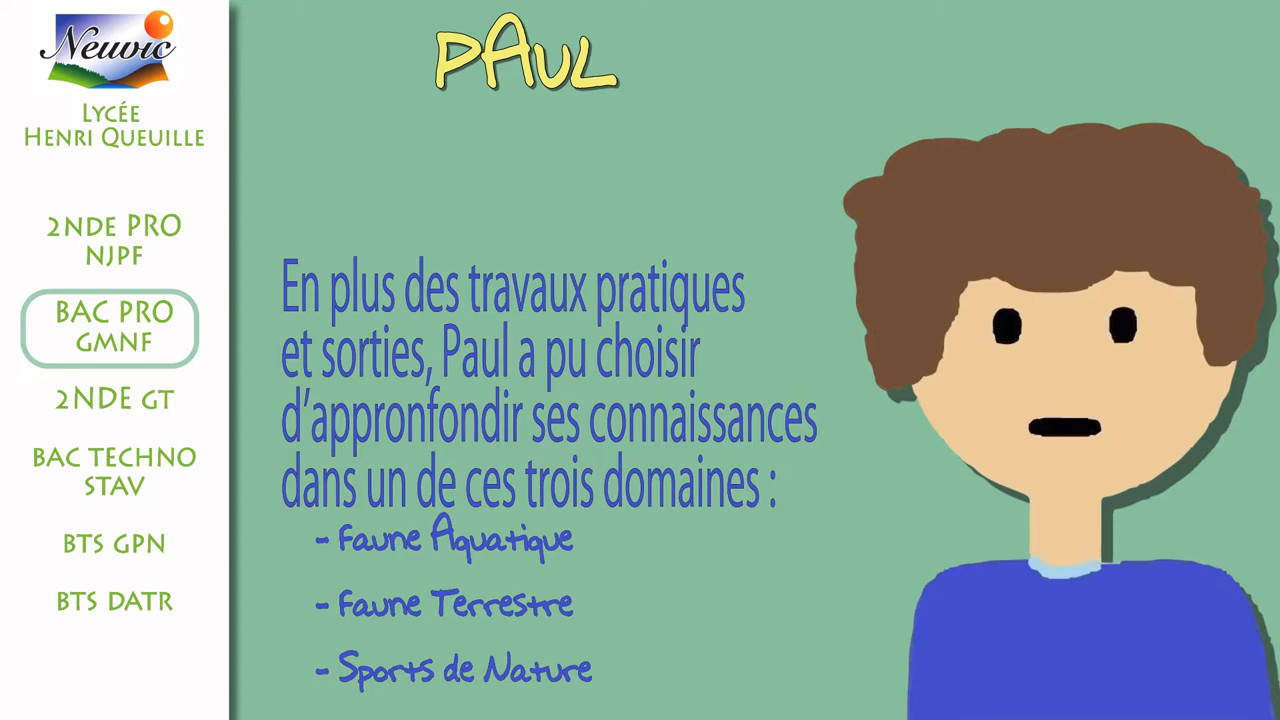 Neuvic
Lycée
Henri Queuille
2NDE PRO
NJPF
BAC PRO
GMNF
2NDE GT
BAC TECHNO
STAV
BTS GPN
BTS DATR
PAUL
En plus des travaux pratiques
et sorties, Paul a pu choisir
d’appronfondir ses connaissances
dans un de ces trois domaines :
- Faune Aquatique
- Faune Terrestre
- Sports de Nature